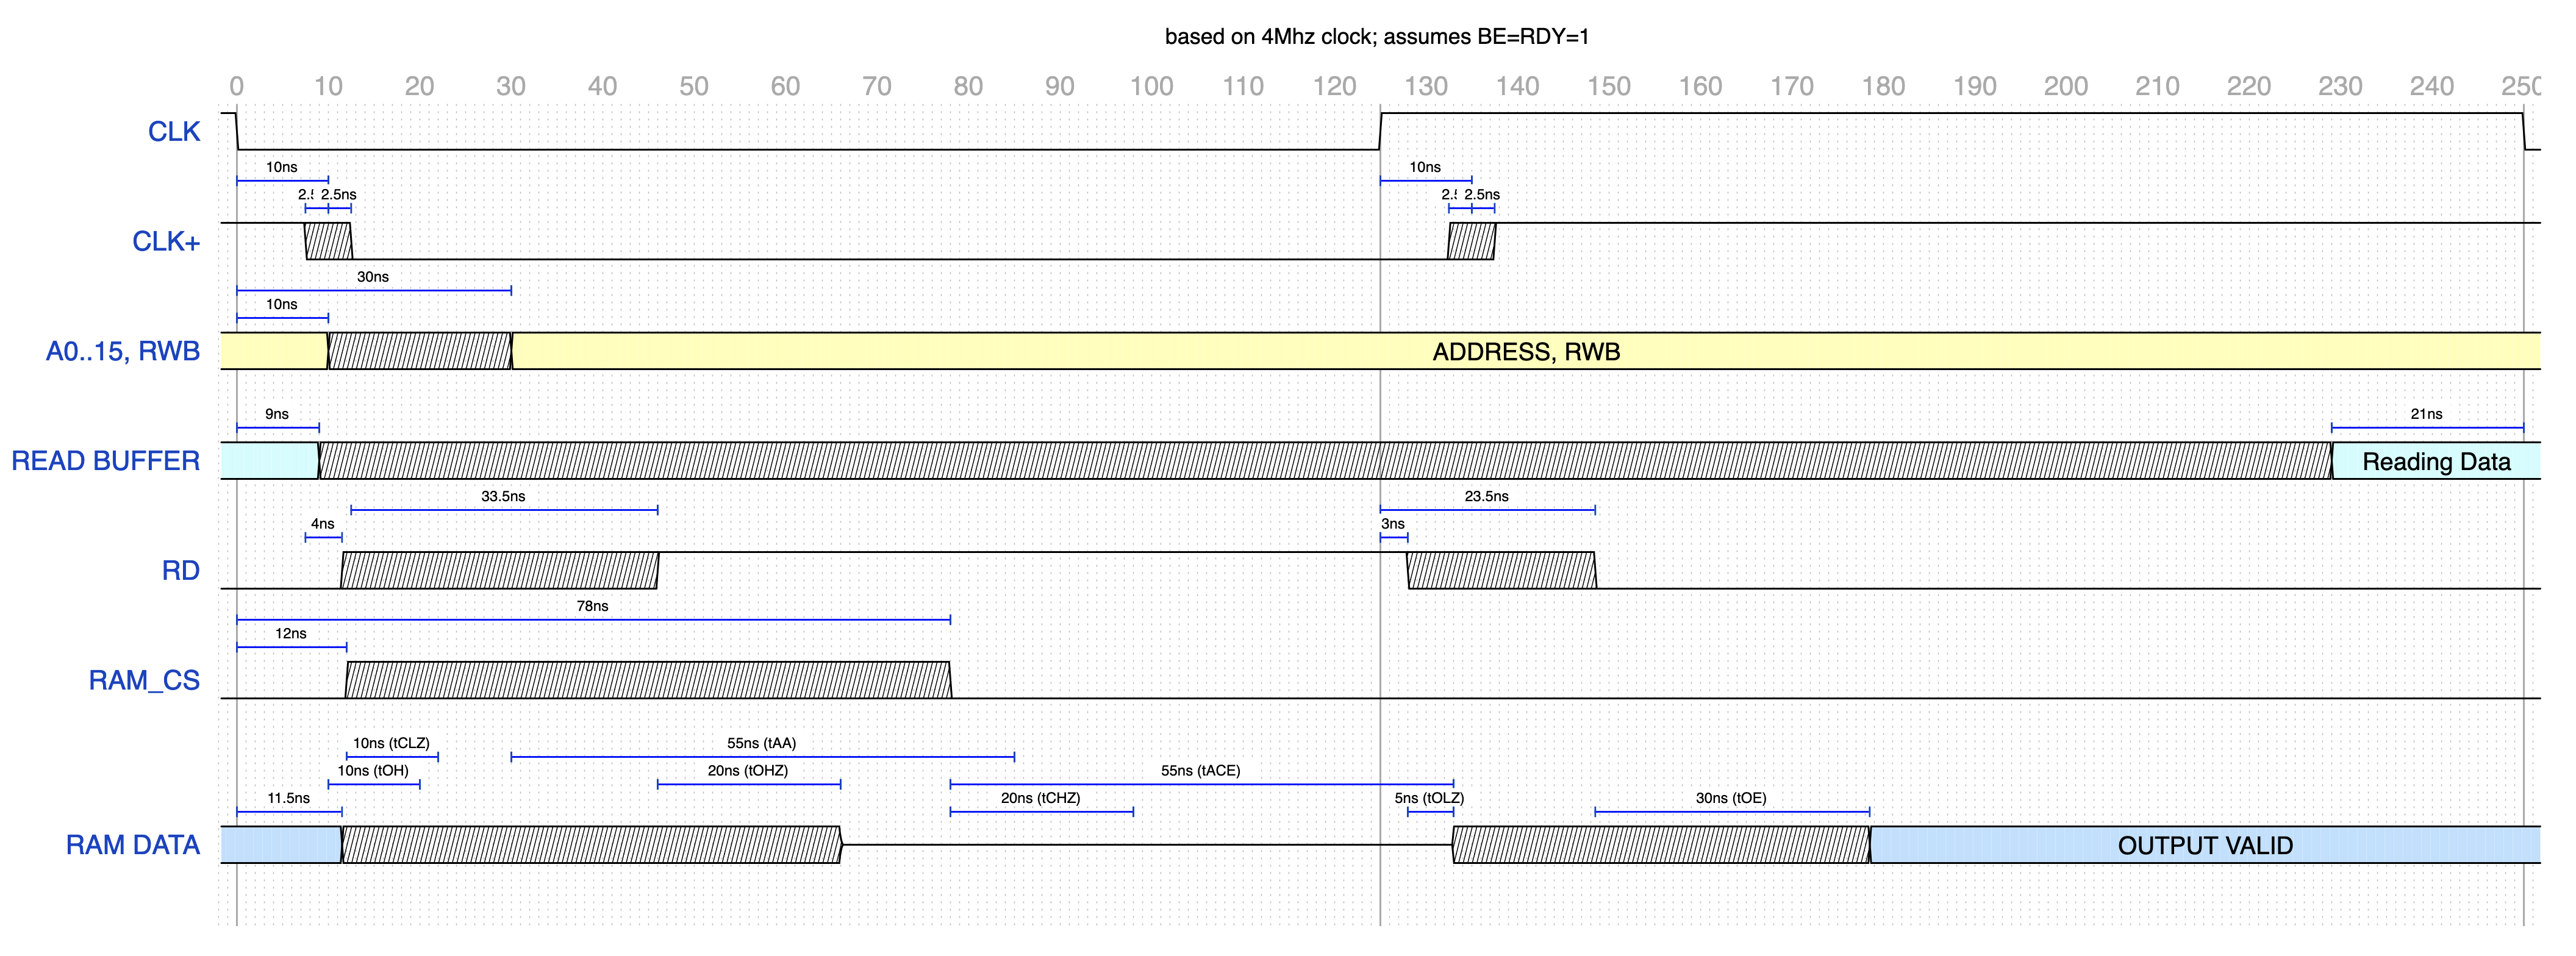 based on 4Mhz clock; assumes BE=RDY=1
0 10 20 30 40 50 60 70 80 90 100 110 120 130 140 150 160 170 180 190 200 210 220 230 240 250
CLK
10ns 10ns
2.5 2.5ns 2.5 2.5ns
CLK+
30ns
10ns
A0..15, RWB ADDRESS, RWB
9ns 21ns
READ BUFFER Reading Data
33.5ns 23.5ns
4ns 3ns
RD
78ns
12ns
RAM_CS
10ns (tCLZ) 55ns (tAA)
10ns (tOH) 20ns (tOHZ) 55ns (tACE)
11.5ns 20ns (tCHZ) 5ns (tOLZ) 30ns (tOE)
RAM DATA OUTPUT VALID